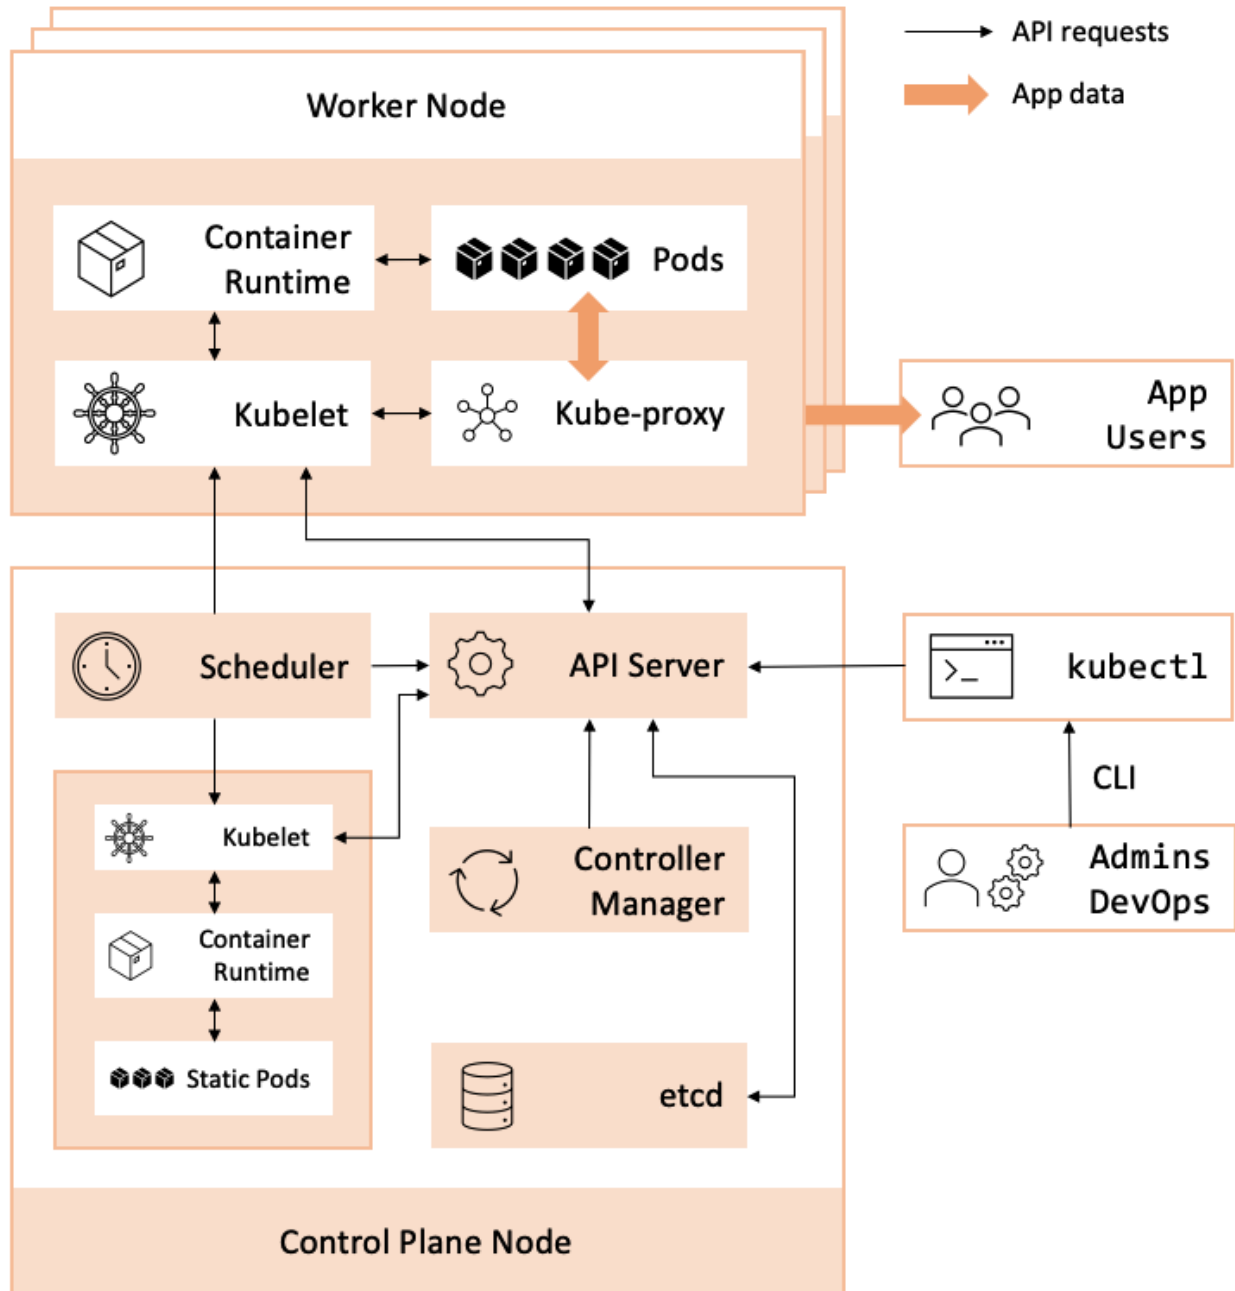 API requests
App data
Worker Node
Container
Runtime
Pods
Kubelet
Kube-proxy
App
Users
Scheduler
API Server
>_
kubectl
CLI
Kubelet
Controller
Manager
Admins
DevOps
Container
Runtime
Static Pods
etcd
Control Plane Node